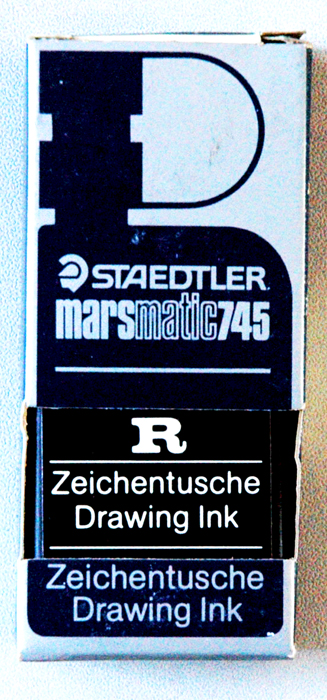 STAEDTLER
marsmatic745
R
Zeichentusche
Drawing Ink
Zeichentusche
Drawing Ink